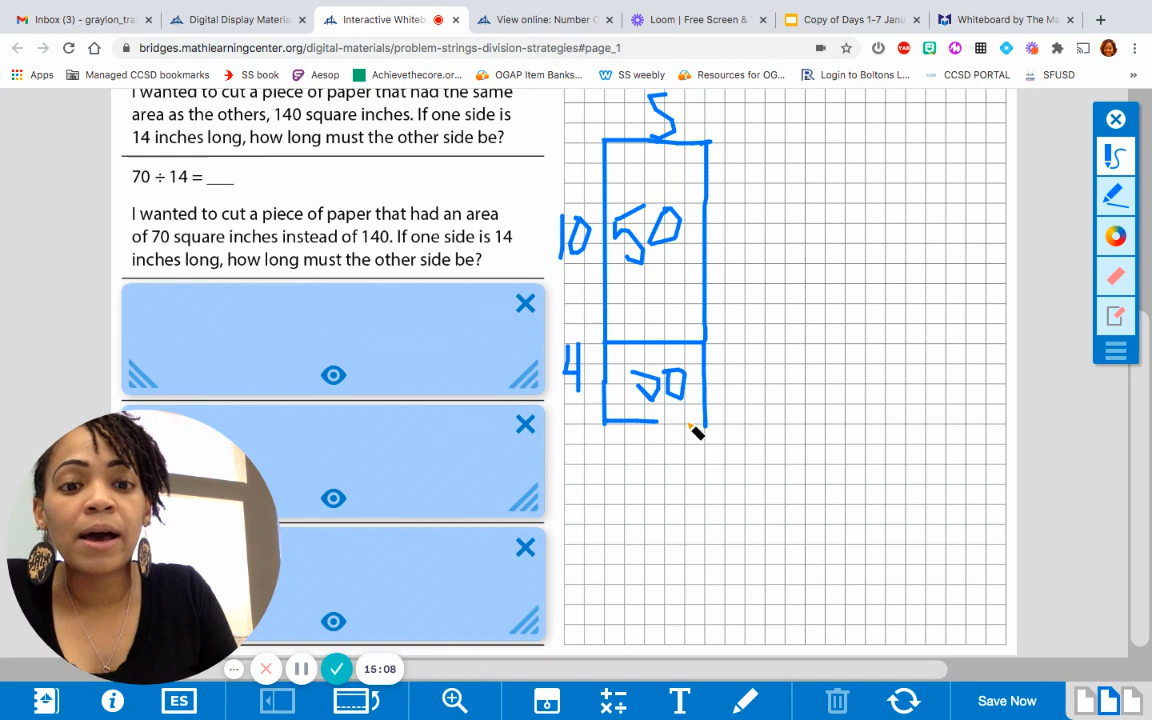 Inbox (3) - graylon_tra
Digital Display Materia
Interactive Whiteb
View online: Number C
Loom | Free Screen &
Copy of Days 1-7 Janu
Whiteboard by The Ma
bridges.mathlearningcenter.org/digital-materials/problem-strings-division-strategies#page_1
Apps
Managed CCSD bookmarks
SS book
Aesop
Achievethecore.or...
OGAP Item Banks...
SS weekly
Resources for OG...
Login to Boltons L...
CCSD PORTAL
SFUSD
»
I wanted to cut a piece of paper that had the same
area as the others, 140 square inches. If one side is
14 inches long, how long must the other side be?
70 ÷ 14 = ___
I wanted to cut a piece of paper that had an area
of 70 square inches instead of 140. If one side is 14
inches long, how long must the other side be?
5
10
50
4
20
15:08
ES
T
Save Now